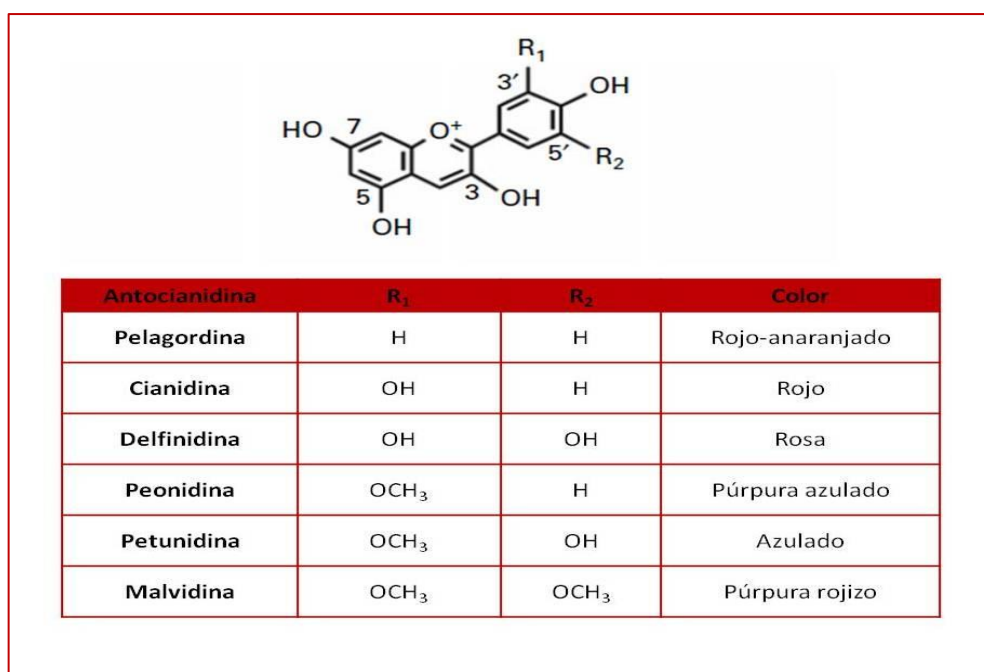 R₁
3′ OH
HO 7 O⁺
5′ R₂
5 3 OH
OH
Antocianidina R₁ R₂ Color
Pelagordina H H Rojo-anaranjado
Cianidina OH H Rojo
Delfinidina OH OH Rosa
Peonidina OCH₃ H Púrpura azulado
Petunidina OCH₃ OH Azulado
Malvidina OCH₃ OCH₃ Púrpura rojizo